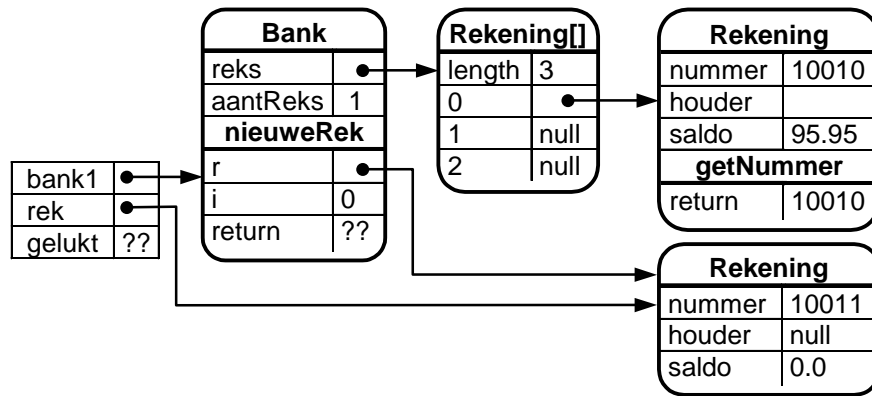 bank1
rek
gelukt ??
Bank
reks
aantReks 1
nieuweRek
r
i 0
return ??
Rekening[]
length 3
0
1 null
2 null
Rekening
nummer 10010
houder
saldo 95.95
getNummer
return 10010
Rekening
nummer 10011
houder null
saldo 0.0